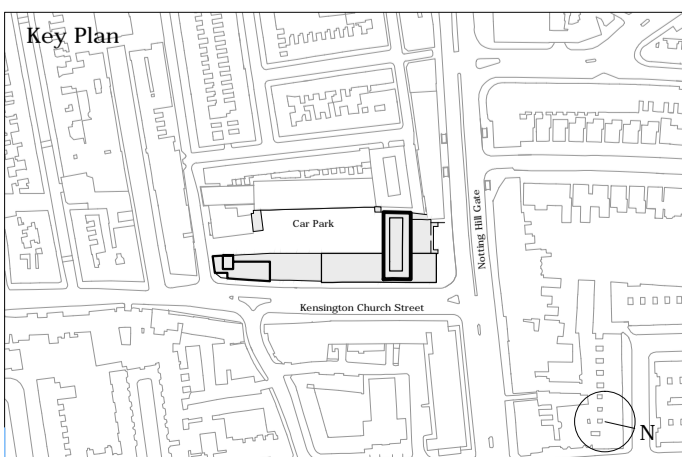 Key Plan
Car Park
Notting Hill Gate
Kensington Church Street
N